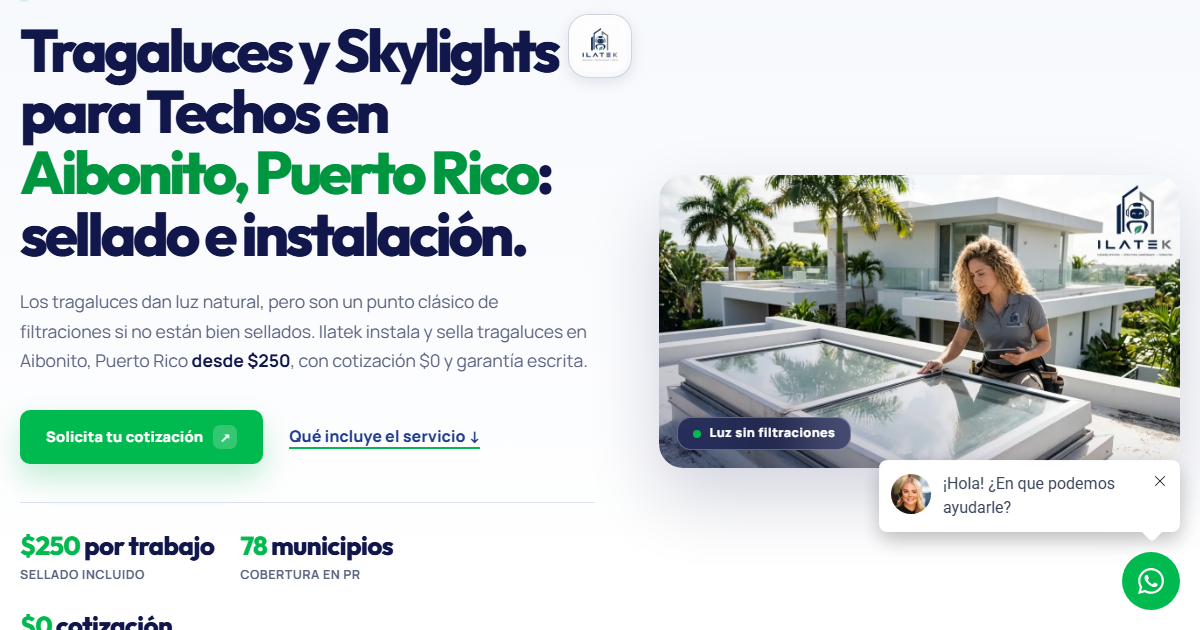 Tragaluces y Skylights
para Techos en
Aibonito, Puerto Rico:
sellado e instalación.
ILATEK
Los tragaluces dan luz natural, pero son un punto clásico de
filtraciones si no están bien sellados. Ilatek instala y sella tragaluces en
Aibonito, Puerto Rico desde $250, con cotización $0 y garantía escrita.
Solicita tu cotización ↗
Qué incluye el servicio ↓
$250 por trabajo
SELLADO INCLUIDO
78 municipios
COBERTURA EN PR
$0 cotización
ILATEK
Luz sin filtraciones
¡Hola! ¿En que podemos
ayudarle?